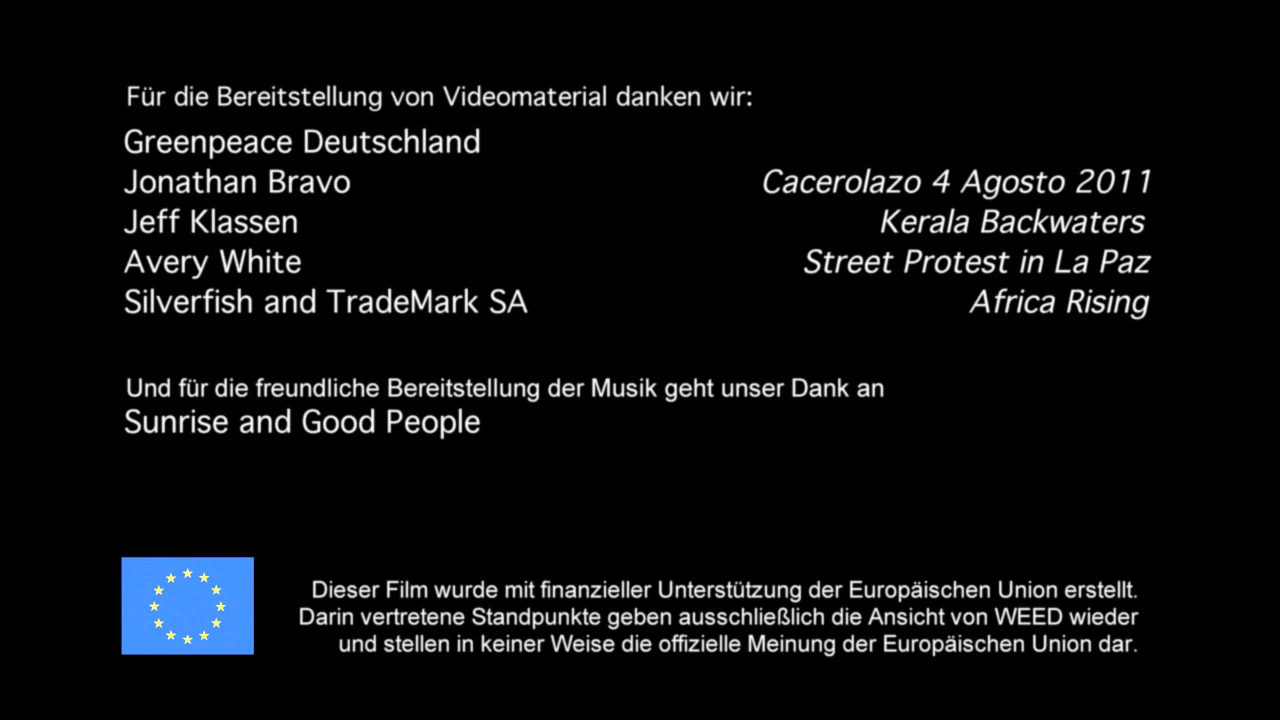 Für die Bereitstellung von Videomaterial danken wir:
Greenpeace Deutschland
Jonathan Bravo Cacerolazo 4 Agosto 2011
Jeff Klassen Kerala Backwaters
Avery White Street Protest in La Paz
Silverfish and TradeMark SA Africa Rising
Und für die freundliche Bereitstellung der Musik geht unser Dank an
Sunrise and Good People
Dieser Film wurde mit finanzieller Unterstützung der Europäischen Union erstellt.
Darin vertretene Standpunkte geben ausschließlich die Ansicht von WEED wieder
und stellen in keiner Weise die offizielle Meinung der Europäischen Union dar.